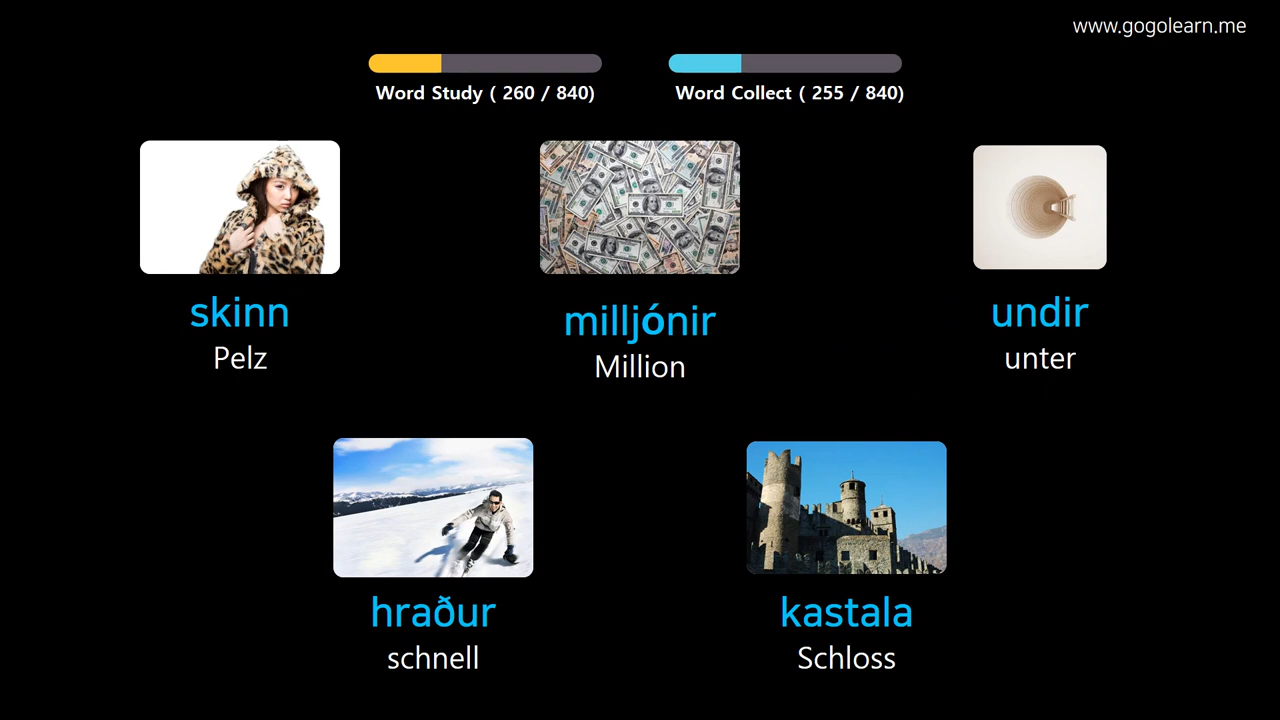 www.gogolearn.me
Word Study ( 260 / 840)
Word Collect ( 255 / 840)
skinn
Pelz
milljónir
Million
undir
unter
hraður
schnell
kastala
Schloss